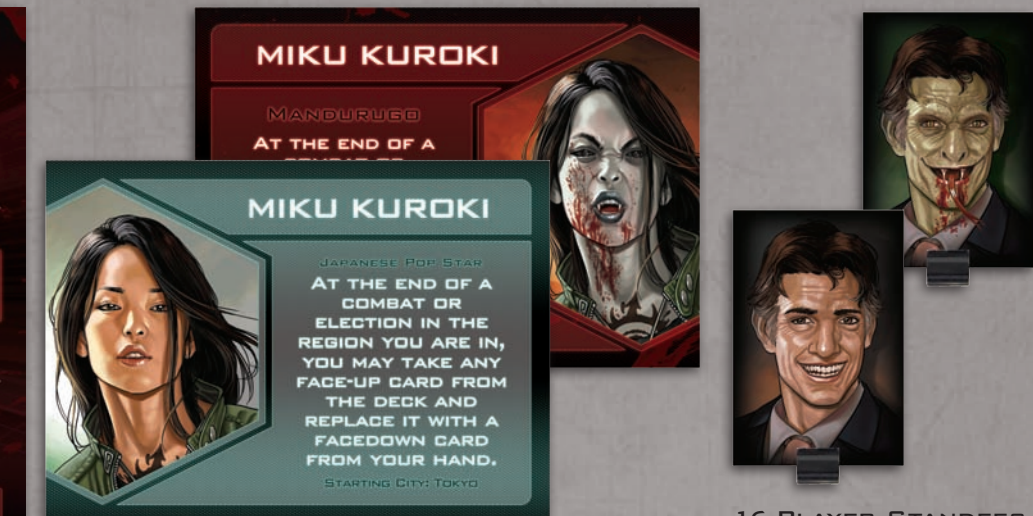 MIKU KUROKI
MANDURUGO
AT THE END OF A
MIKU KUROKI
JAPANESE POP STAR
AT THE END OF A
COMBAT OR
ELECTION IN THE
REGION YOU ARE IN,
YOU MAY TAKE ANY
FACE-UP CARD FROM
THE DECK AND
REPLACE IT WITH A
FACEDOWN CARD
FROM YOUR HAND.
STARTING CITY: TOKYO
16 PLAYER STANDEES